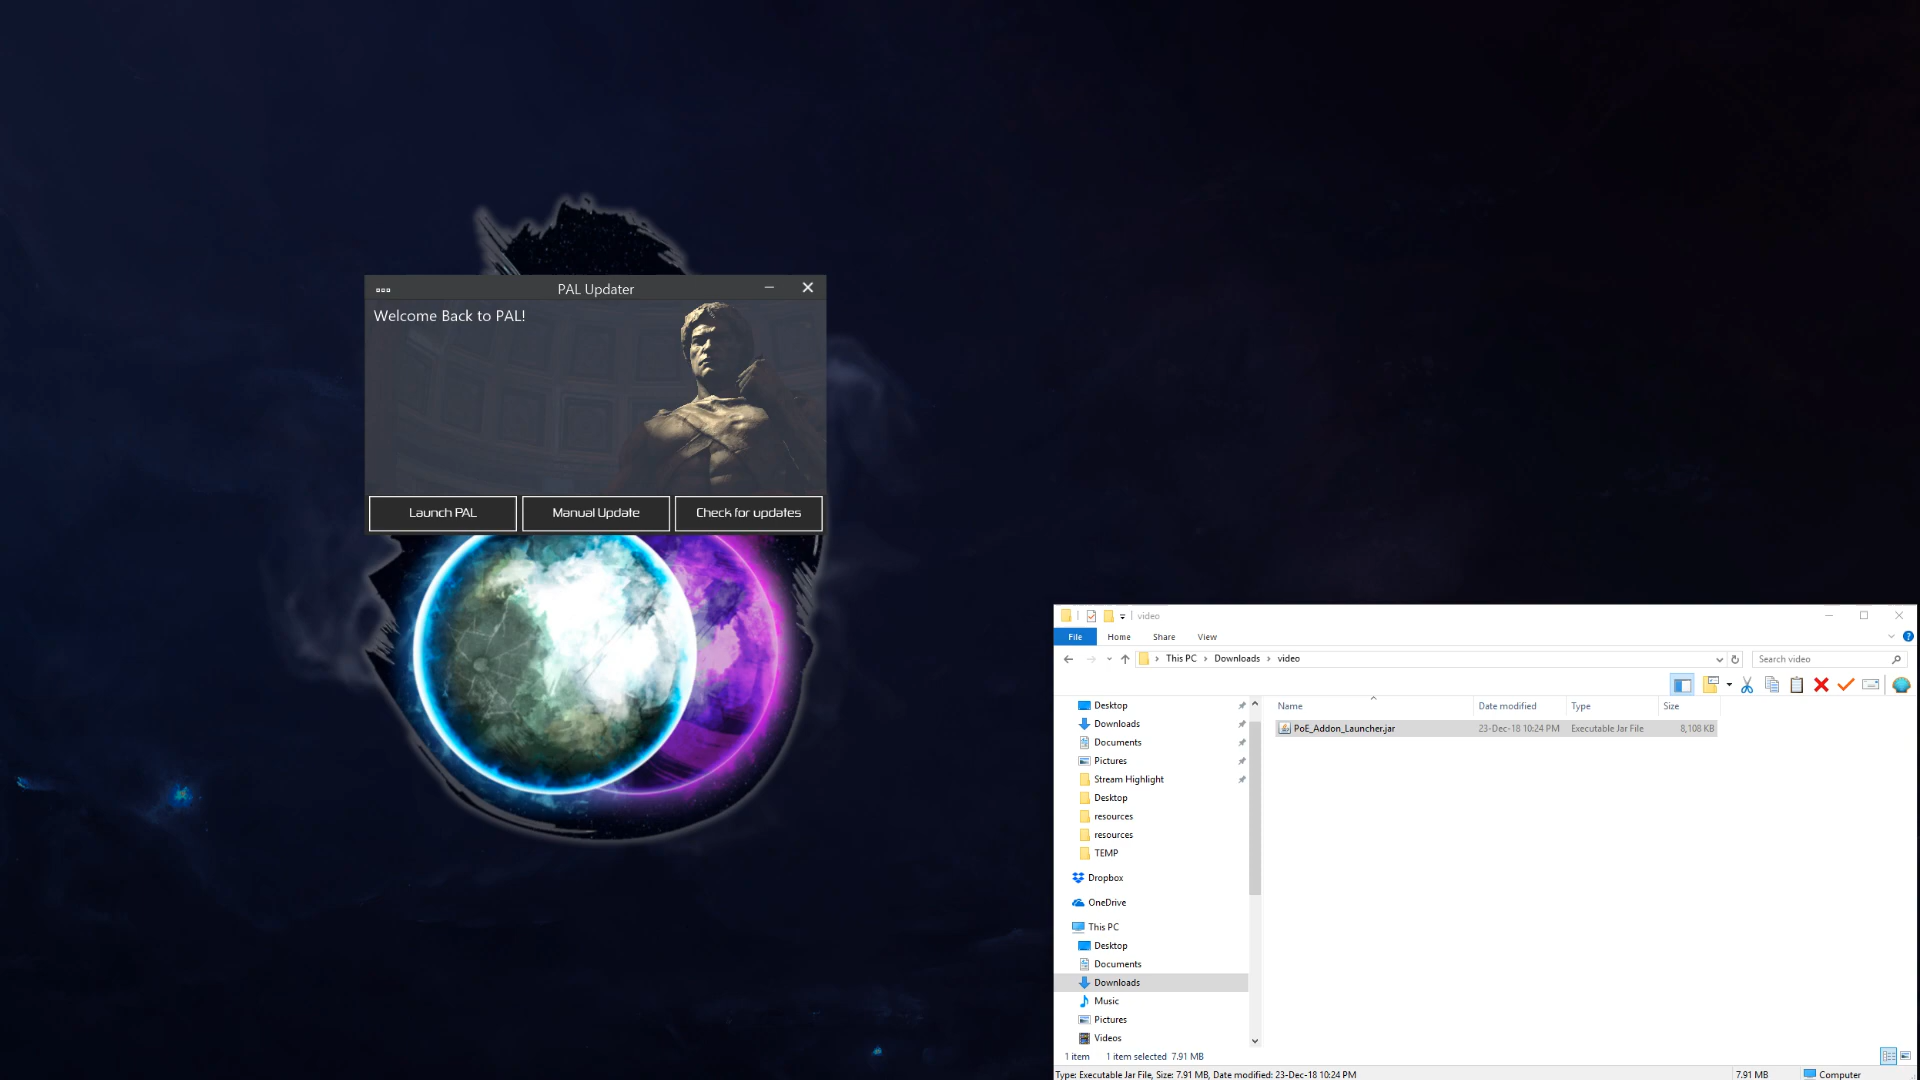 PAL Updater
Welcome Back to PAL!
Launch PAL
Manual Update
Check for updates
video
File
Home
Share
View
This PC
Downloads
video
Search video
Name
Date modified
Type
Size
PoE_Addon_Launcher.jar
23-Dec-18 10:24 PM
Executable Jar File
8,108 KB
Desktop
Downloads
Documents
Pictures
Stream Highlight
Desktop
resources
resources
TEMP
Dropbox
OneDrive
This PC
Desktop
Documents
Downloads
Music
Pictures
Videos
1 item
1 item selected 7.91 MB
Type: Executable Jar File, Size: 7.91 MB, Date modified: 23-Dec-18 10:24 PM
7.91 MB
Computer